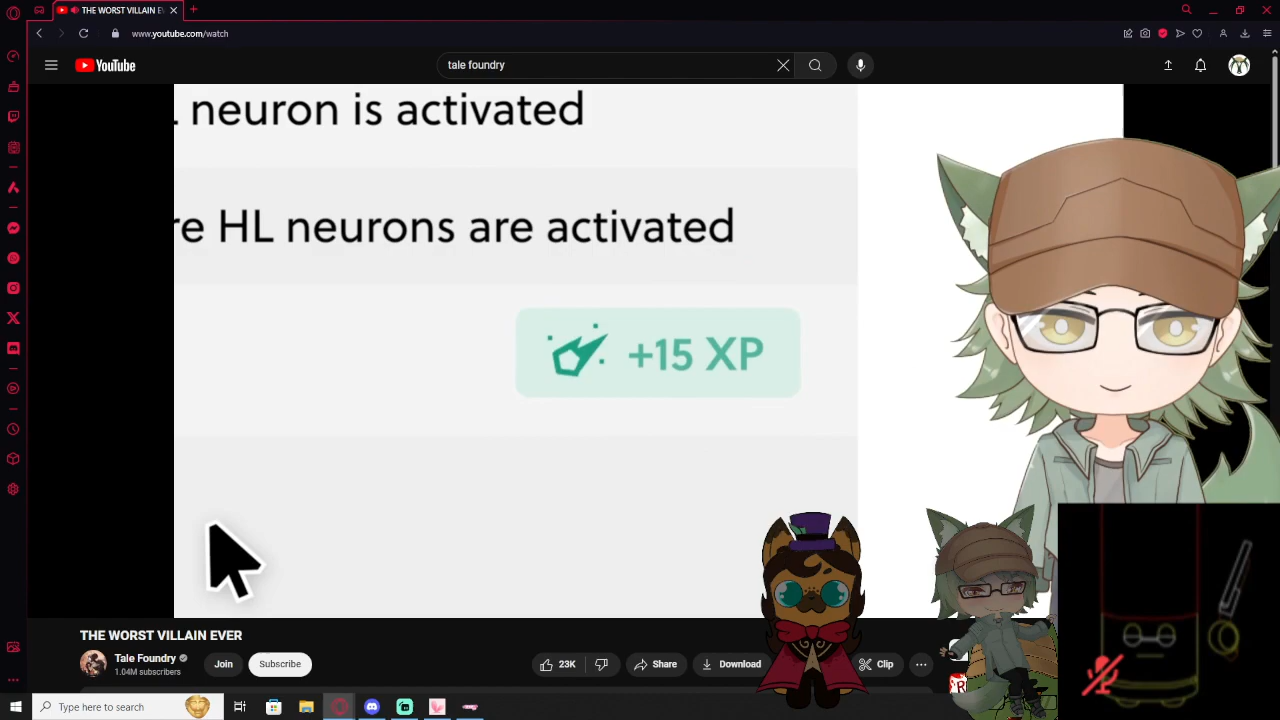 THE WORST VILLAIN E
www.youtube.com/watch
YouTube
tale foundry
neuron is activated
re HL neurons are activated
+15 XP
THE WORST VILLAIN EVER
Tale Foundry
1.04M subscribers
Join
Subscribe
23K
Share
Download
Clip
Type here to search